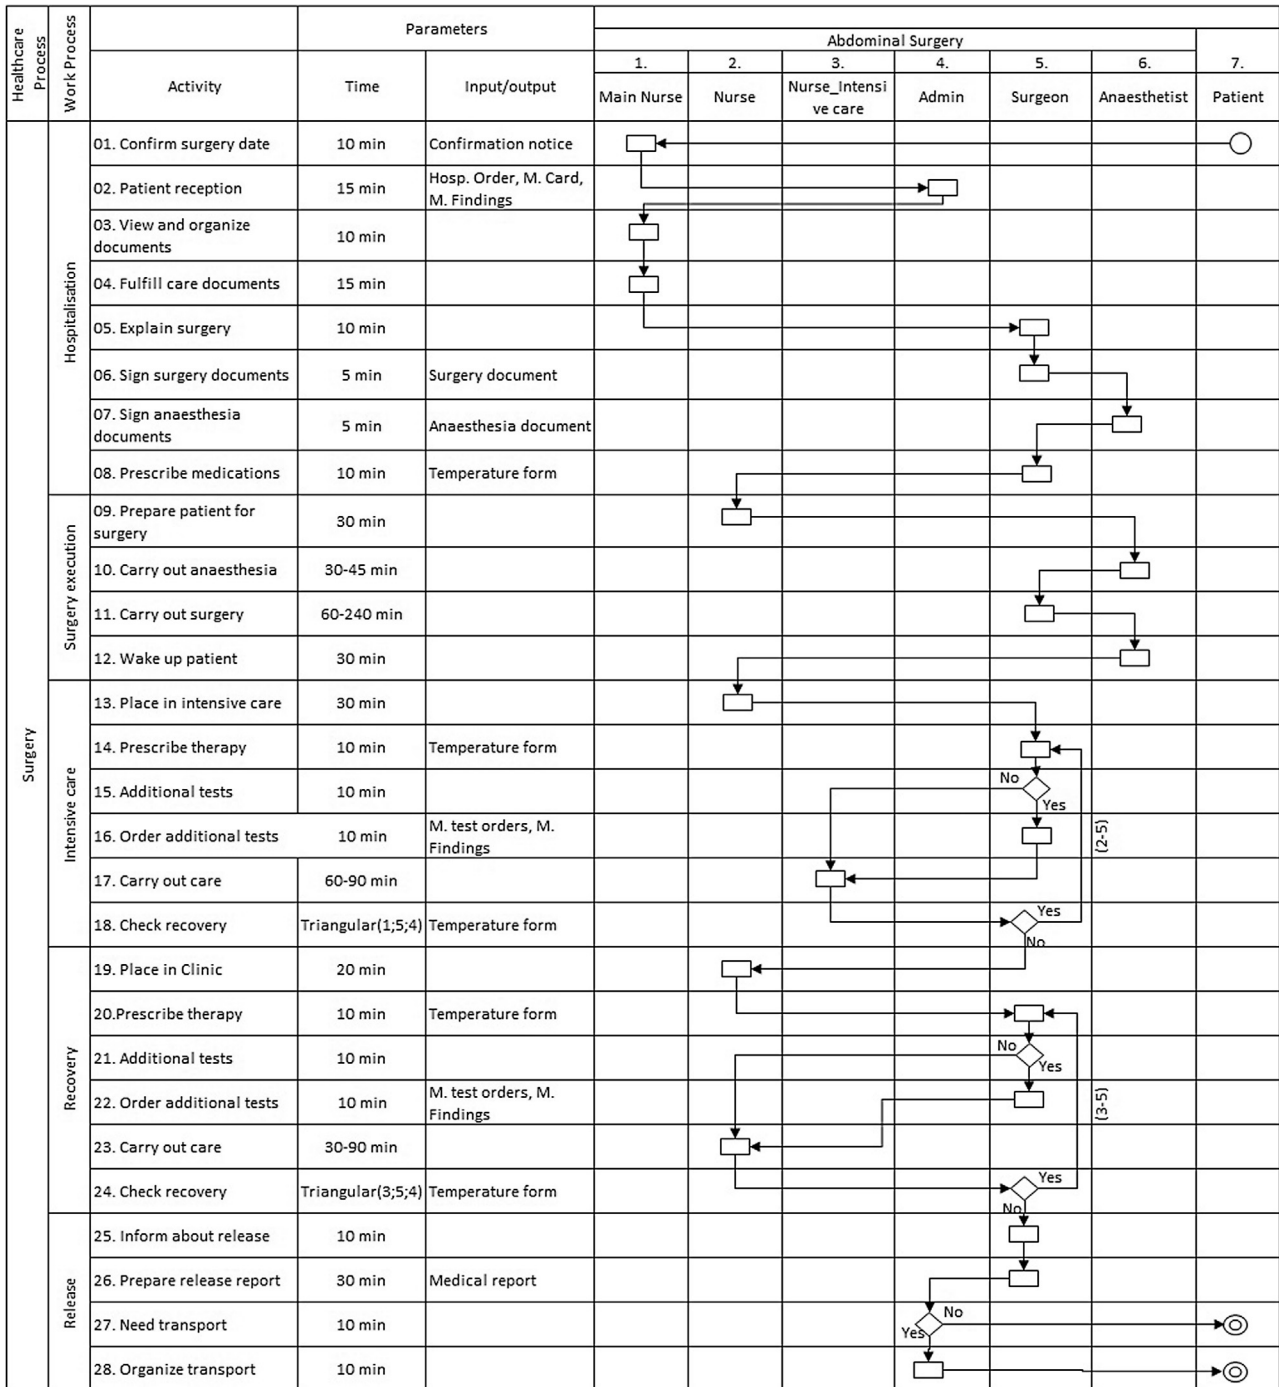 Healthcare
Process
Work Process
Parameters
Abdominal Surgery
Activity
Time
Input/output
1.
2.
3.
4.
5.
6.
7.
Main Nurse
Nurse
Nurse_Intensi
ve care
Admin
Surgeon
Anaesthetist
Patient
Surgery
Hospitalisation
01. Confirm surgery date
10 min
Confirmation notice
02. Patient reception
15 min
Hosp. Order, M. Card,
M. Findings
03. View and organize
documents
10 min
04. Fulfill care documents
15 min
05. Explain surgery
10 min
06. Sign surgery documents
5 min
Surgery document
07. Sign anaesthesia
documents
5 min
Anaesthesia document
08. Prescribe medications
10 min
Temperature form
Surgery execution
09. Prepare patient for
surgery
30 min
10. Carry out anaesthesia
30-45 min
11. Carry out surgery
60-240 min
12. Wake up patient
30 min
Intensive care
13. Place in intensive care
30 min
14. Prescribe therapy
10 min
Temperature form
15. Additional tests
10 min
No
Yes
16. Order additional tests
10 min
M. test orders, M.
Findings
(2-5)
17. Carry out care
60-90 min
18. Check recovery
Triangular(1;5;4)
Temperature form
Yes
No
Recovery
19. Place in Clinic
20 min
20.Prescribe therapy
10 min
Temperature form
21. Additional tests
10 min
No
Yes
22. Order additional tests
10 min
M. test orders, M.
Findings
(3-5)
23. Carry out care
30-90 min
24. Check recovery
Triangular(3;5;4)
Temperature form
Yes
No
Release
25. Inform about release
10 min
26. Prepare release report
30 min
Medical report
27. Need transport
10 min
No
Yes
28. Organize transport
10 min